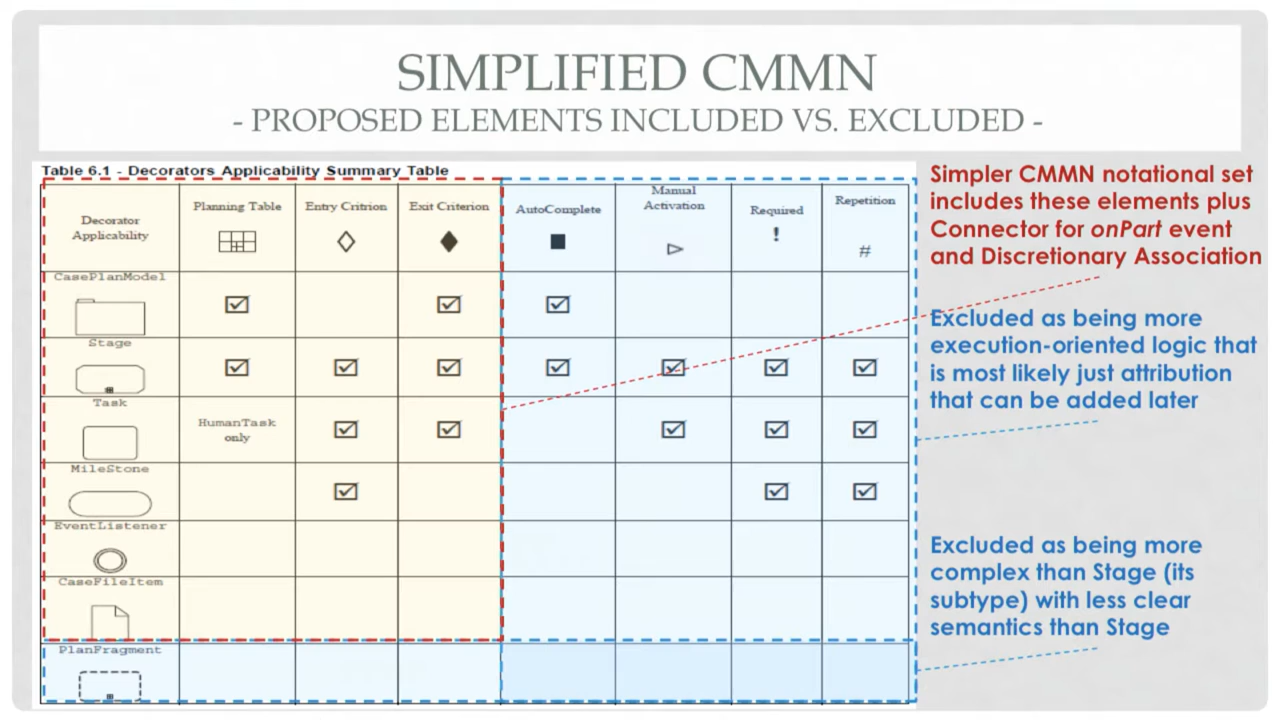 SIMPLIFIED CMMN
- PROPOSED ELEMENTS INCLUDED VS. EXCLUDED -
Table 6.1 - Decorators Applicability Summary Table
Decorator
Applicability
Planning Table
Entry Critrion
Exit Criterion
AutoComplete
Manual
Activation
Required
!
Repetition
#
CasePlanModel
Stage
Task
HumanTask
only
MileStone
EventListener
CaseFileItem
PlanFragment
Simpler CMMN notational set
includes these elements plus
Connector for onPart event
and Discretionary Association
Excluded as being more
execution-oriented logic that
is most likely just attribution
that can be added later
Excluded as being more
complex than Stage (its
subtype) with less clear
semantics than Stage